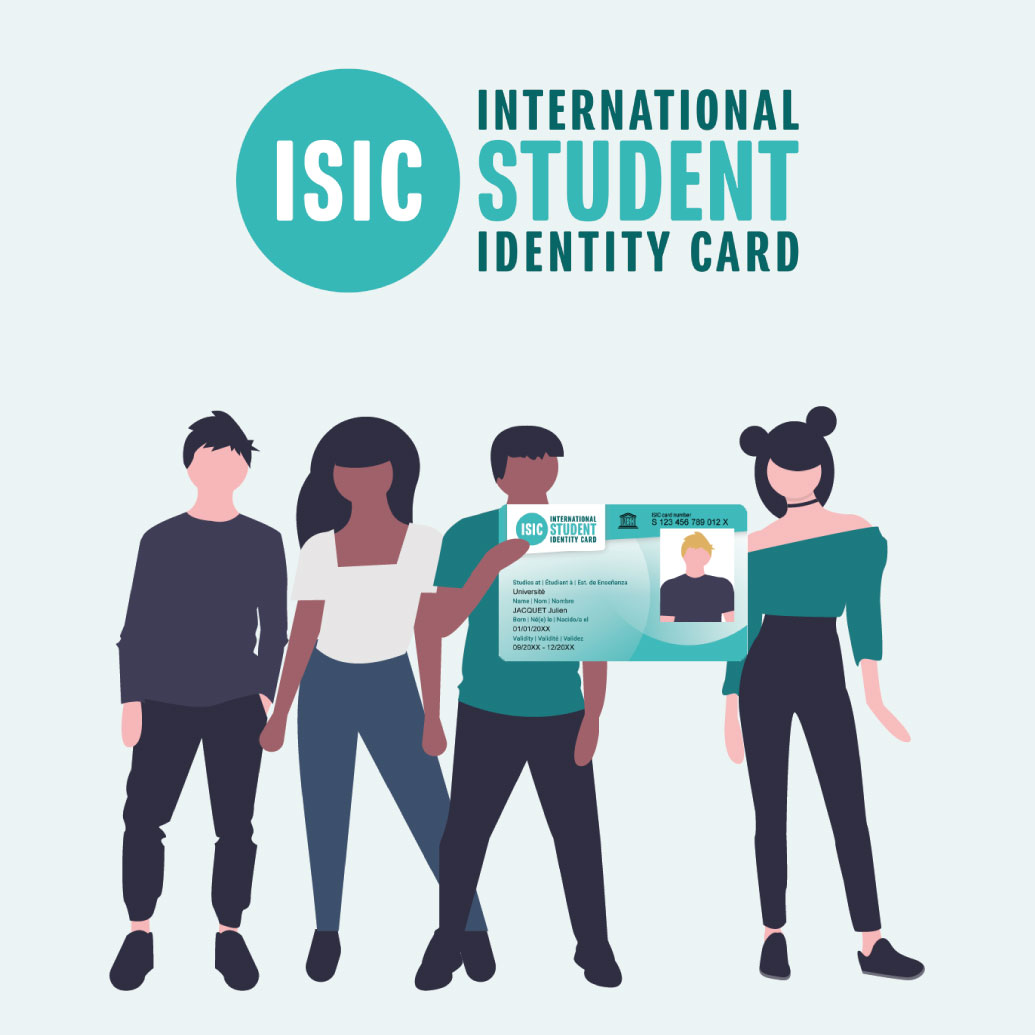 ISIC
INTERNATIONAL
STUDENT
IDENTITY CARD
ISIC
INTERNATIONAL
STUDENT
IDENTITY CARD
ISIC card number
S 123 456 789 012 X
Studies at | Étudiant à | Est. de Enseñanza
Université
Name | Nom | Nombre
JACQUET Julien
Born | Né(e) le | Nacido/a el
01/01/20XX
Validity | Validité | Validez
09/20XX - 12/20XX